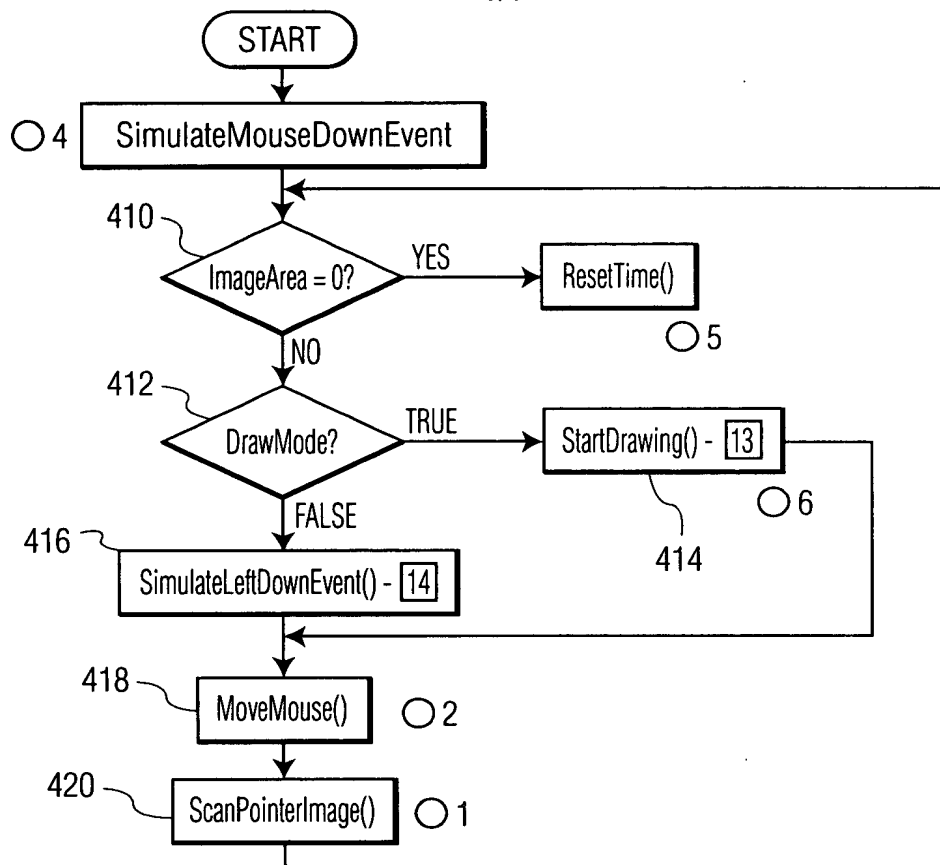 START
4 SimulateMouseDownEvent
410
ImageArea = 0?
YES
ResetTime()
5
NO
412
DrawMode?
TRUE
StartDrawing() - 13
6
414
FALSE
416
SimulateLeftDownEvent() - 14
418
MoveMouse()
2
420
ScanPointerImage()
1